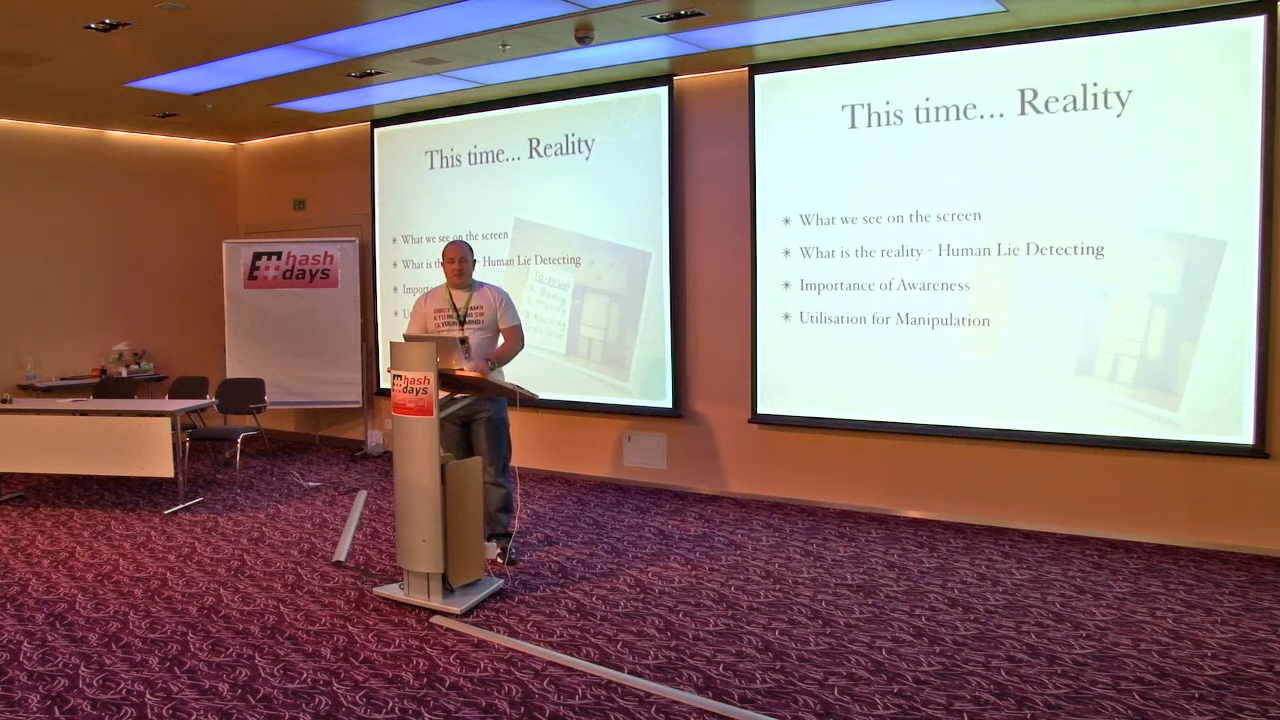 This time... Reality
✳ What we see on the screen
✳ What is the - Human Lie Detecting
✳
✳
This time... Reality
✳ What we see on the screen
✳ What is the reality - Human Lie Detecting
✳ Importance of Awareness
✳ Utilisation for Manipulation
hash
days
hash
days